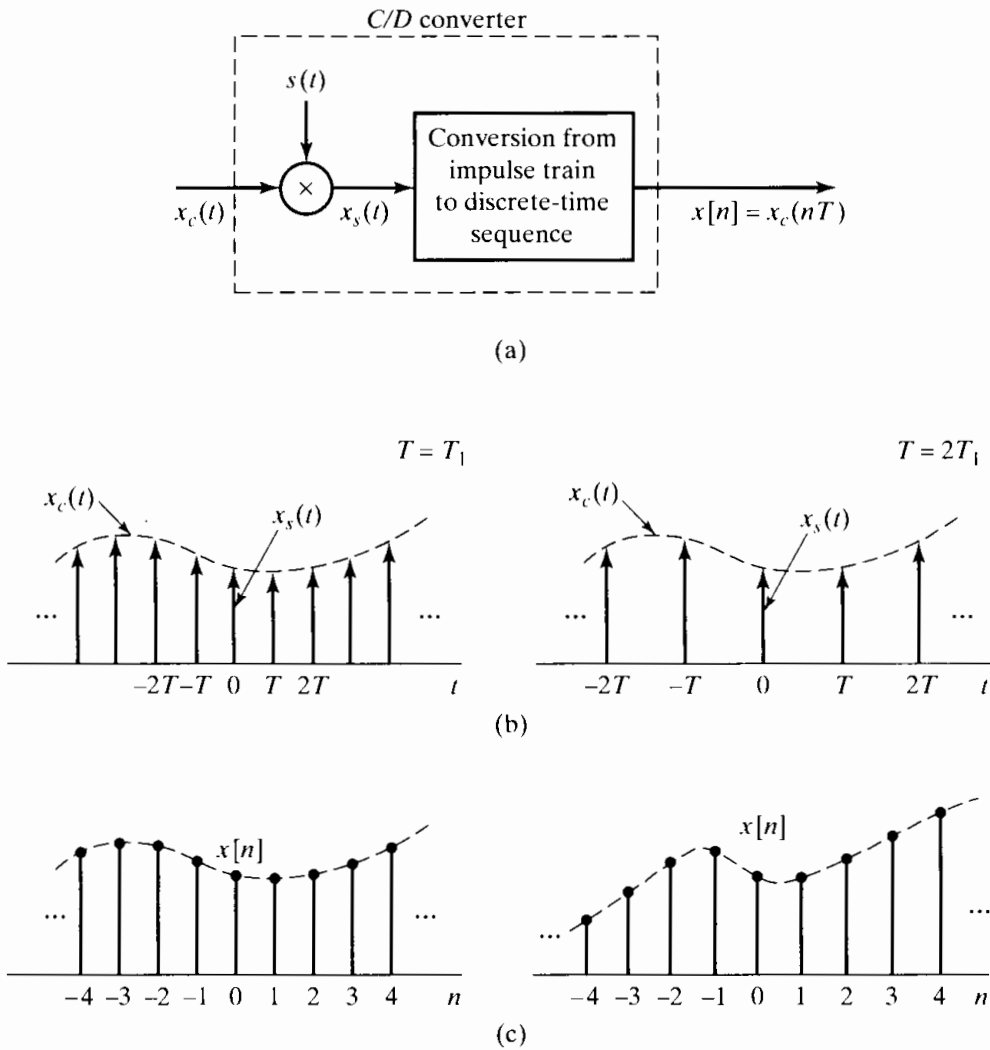 C/D converter
s(t)
×
x_c(t)
x_s(t)
Conversion from
impulse train
to discrete-time
sequence
x[n] = x_c(nT)
(a)
T = T_1
x_c(t)
x_s(t)
...
...
-2T -T 0 T 2T t
T = 2T_1
x_c(t)
x_s(t)
...
...
-2T -T 0 T 2T t
(b)
x[n]
...
...
-4 -3 -2 -1 0 1 2 3 4 n
x[n]
...
...
-4 -3 -2 -1 0 1 2 3 4 n
(c)